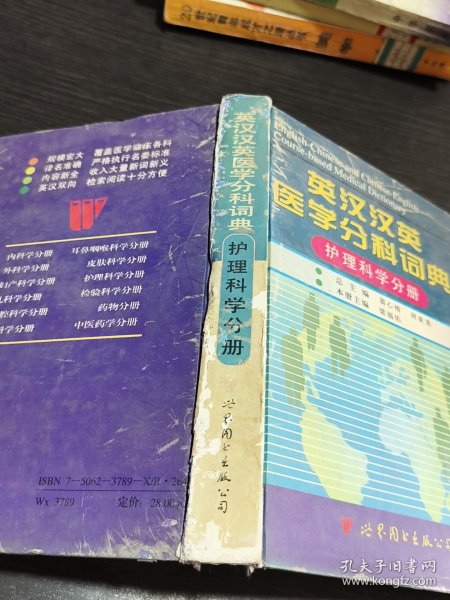 规模宏大 覆盖医学临床各科
译名准确 严格执行名委标准
内容新全 收入大量新词新义
英汉双向 检索阅读十分方便
内科学分册 耳鼻咽喉科学分册
外科学分册 皮肤科学分册
护理科学分册
检验科学分册
药物分册
科学分册 中医药学分册
ISBN 7-5062-3789-X/R·26
Wx 3789 定价: 28.00元
英汉汉英医学分科词典
护理科学分册
世界图书出版公司
English-Chinese and Chinese-English
Course-based Medical Dictionary
英汉汉英
医学分科词典
护理科学分册
总主编
本册主编
世界图书出版公司
孔夫子旧书网